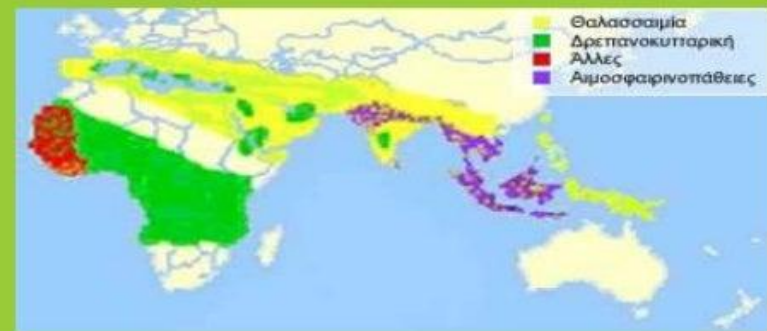 Θαλασσαιμία
Δρεπανοκυτταρική
Άλλες
Αιμοσφαιρινοπάθειες